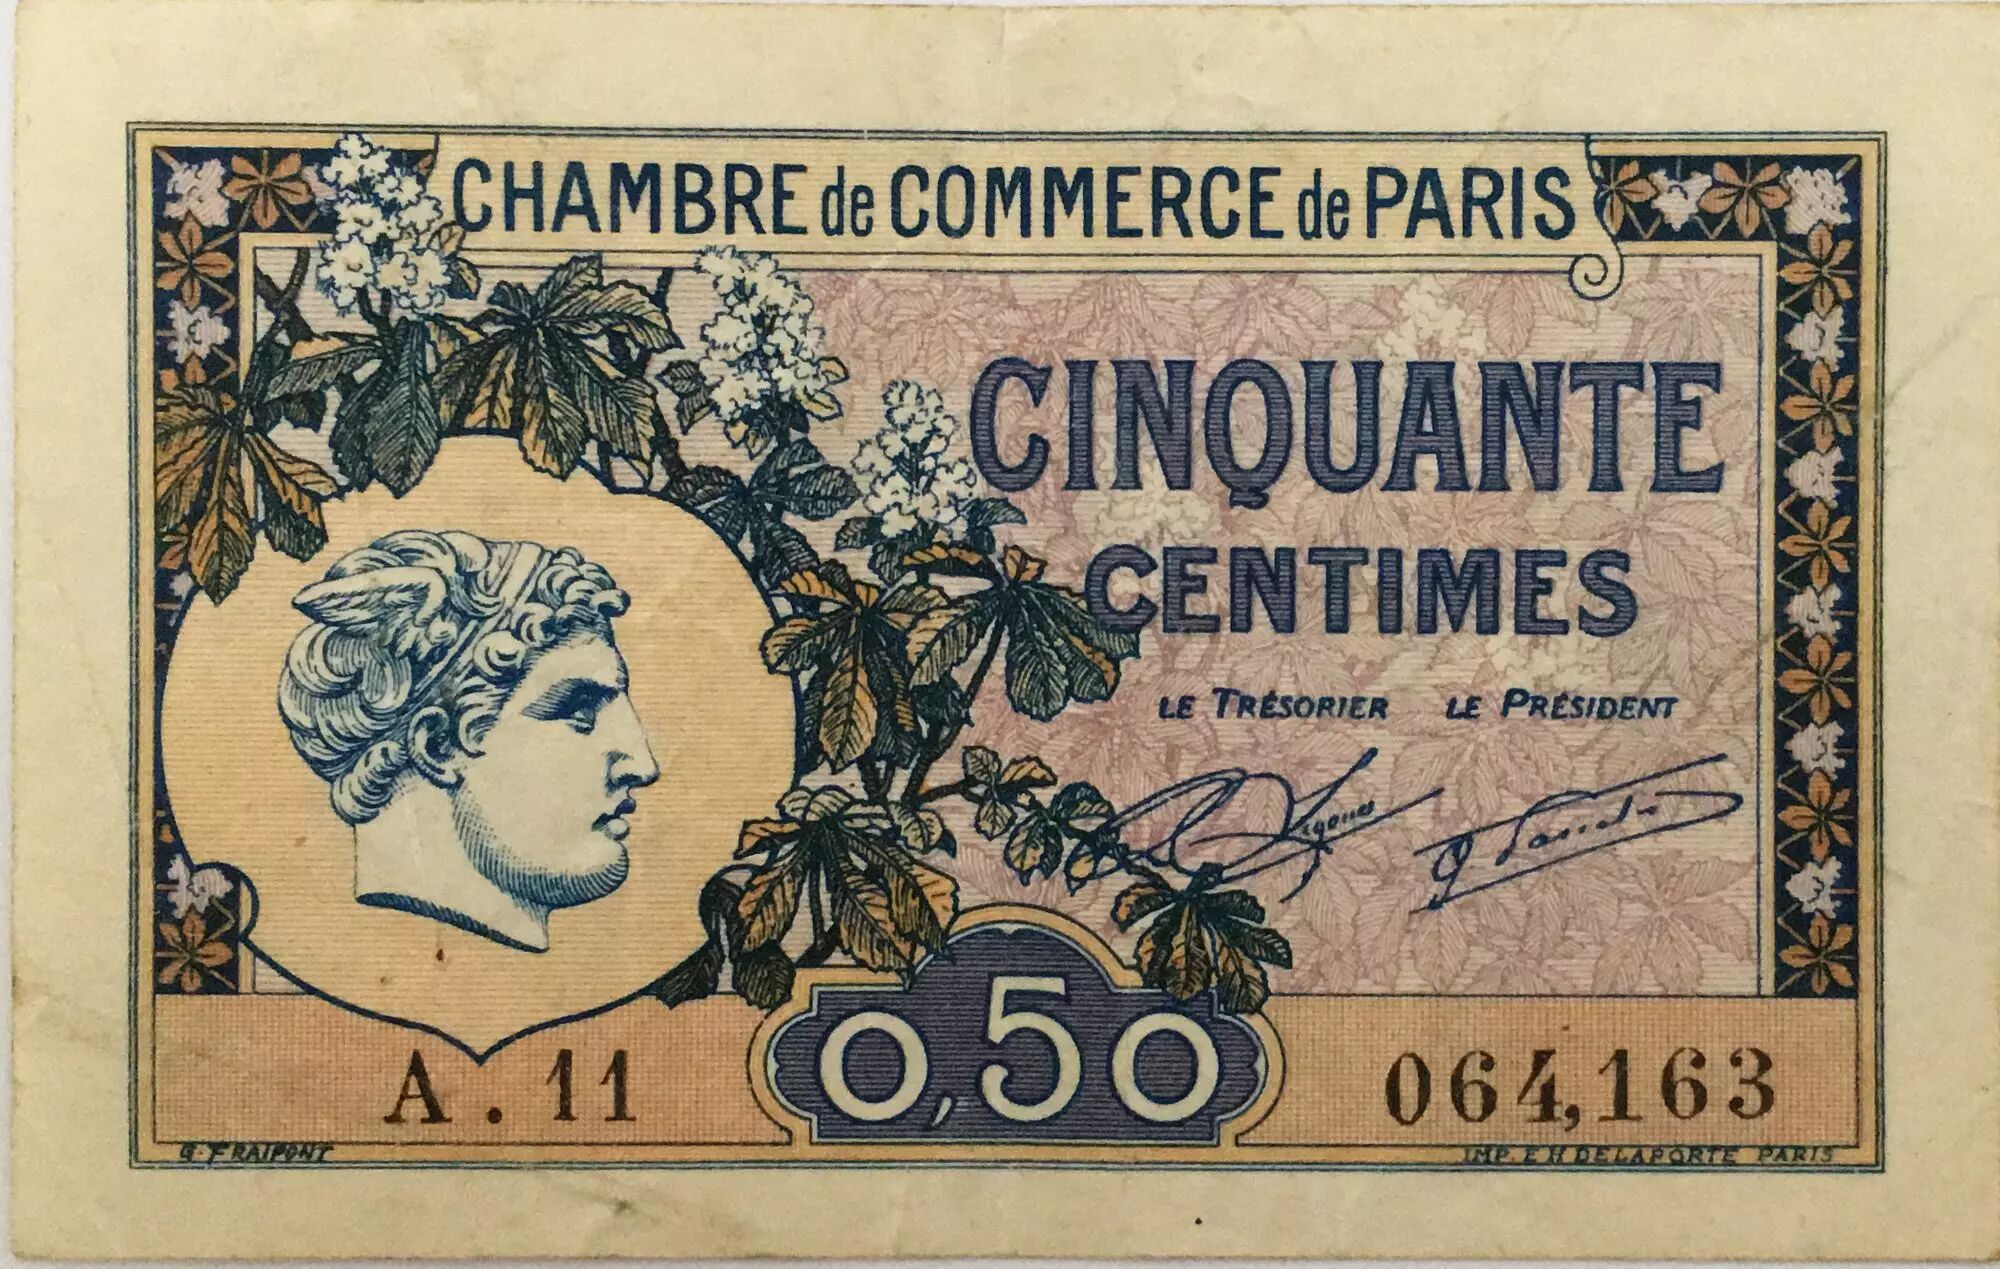 CHAMBRE de COMMERCE de PARIS
CINQUANTE
CENTIMES
LE TRÉSORIER LE PRÉSIDENT
A. 11 0,50 064,163
G. FRAIPONT IMP. E H DELAPORTE PARIS